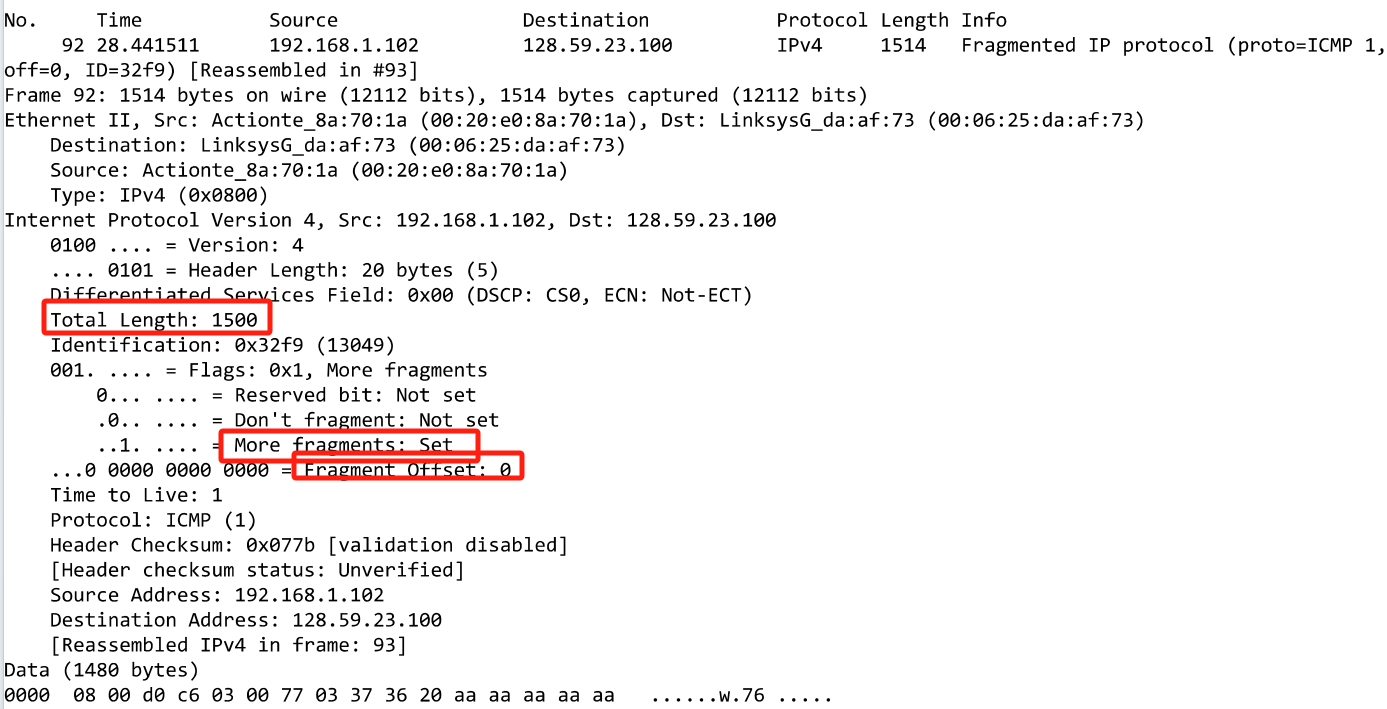 No. Time Source Destination Protocol Length Info
92 28.441511 192.168.1.102 128.59.23.100 IPv4 1514 Fragmented IP protocol (proto=ICMP 1,
off=0, ID=32f9) [Reassembled in #93]
Frame 92: 1514 bytes on wire (12112 bits), 1514 bytes captured (12112 bits)
Ethernet II, Src: Actionte_8a:70:1a (00:20:e0:8a:70:1a), Dst: LinksysG_da:af:73 (00:06:25:da:af:73)
Destination: LinksysG_da:af:73 (00:06:25:da:af:73)
Source: Actionte_8a:70:1a (00:20:e0:8a:70:1a)
Type: IPv4 (0x0800)
Internet Protocol Version 4, Src: 192.168.1.102, Dst: 128.59.23.100
0100 .... = Version: 4
.... 0101 = Header Length: 20 bytes (5)
Differentiated Services Field: 0x00 (DSCP: CS0, ECN: Not-ECT)
Total Length: 1500
Identification: 0x32f9 (13049)
001. .... = Flags: 0x1, More fragments
0... .... = Reserved bit: Not set
.0.. .... = Don't fragment: Not set
..1. .... = More fragments: Set
...0 0000 0000 0000 = Fragment Offset: 0
Time to Live: 1
Protocol: ICMP (1)
Header Checksum: 0x077b [validation disabled]
[Header checksum status: Unverified]
Source Address: 192.168.1.102
Destination Address: 128.59.23.100
[Reassembled IPv4 in frame: 93]
Data (1480 bytes)
0000 08 00 d0 c6 03 00 77 03 37 36 20 aa aa aa aa aa ......w.76 .....